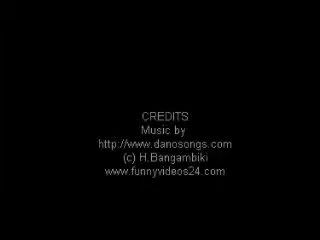 CREDITS
Music by
http://www.danosongs.com
(c) H.Bangambiki
www.funnyvideos24.com